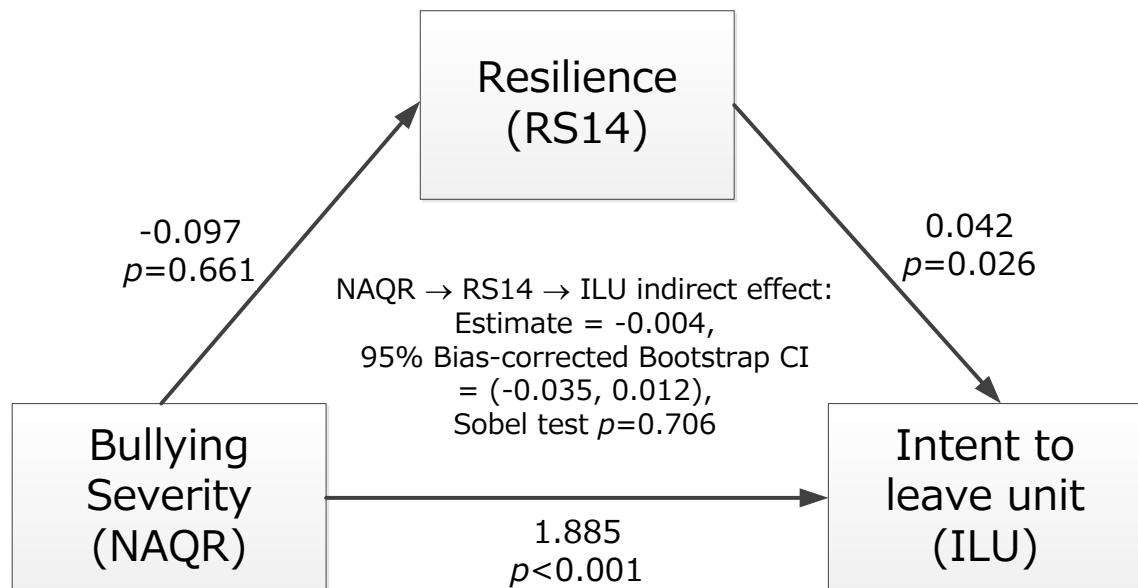 Resilience
(RS14)
-0.097
p=0.661
0.042
p=0.026
NAQR → RS14 → ILU indirect effect:
Estimate = -0.004,
95% Bias-corrected Bootstrap CI
= (-0.035, 0.012),
Sobel test p=0.706
Bullying
Severity
(NAQR)
1.885
p<0.001
Intent to
leave unit
(ILU)